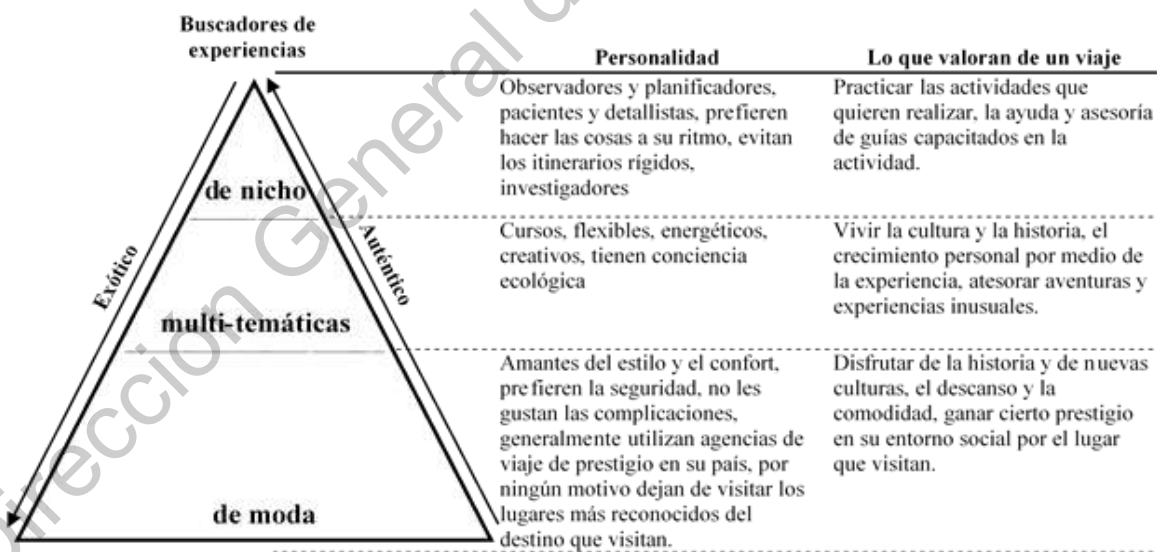 Buscadores de
experiencias
Personalidad
Lo que valoran de un viaje
de nicho
Observadores y planificadores,
pacientes y detallistas, prefieren
hacer las cosas a su ritmo, evitan
los itinerarios rígidos,
investigadores
Practicar las actividades que
quieren realizar, la ayuda y asesoría
de guías capacitados en la
actividad.
Exótico
Auténtico
multi-temáticas
Cursos, flexibles, energéticos,
creativos, tienen conciencia
ecológica
Vivir la cultura y la historia, el
crecimiento personal por medio de
la experiencia, atesorar aventuras y
experiencias inusuales.
de moda
Amantes del estilo y el confort,
prefieren la seguridad, no les
gustan las complicaciones,
generalmente utilizan agencias de
viaje de prestigio en su país, por
ningún motivo dejan de visitar los
lugares más reconocidos del
destino que visitan.
Disfrutar de la historia y de nuevas
culturas, el descanso y la
comodidad, ganar cierto prestigio
en su entorno social por el lugar
que visitan.
Dirección General d